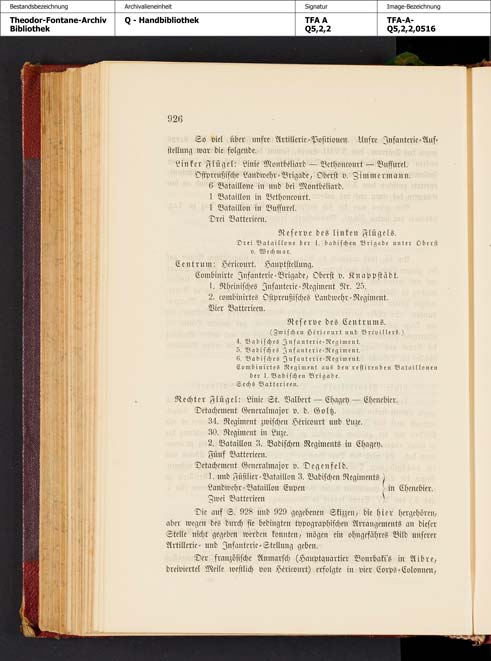 Bestandsbezeichnung
Archivalieneinheit
Signatur
Image-Bezeichnung
Theodor-Fontane-Archiv
Bibliothek
Q - Handbibliothek
TFA A
Q5,2,2
TFA-A-
Q5,2,2,0516
926
So viel über unsre Artillerie-Positionen. Unsre Infanterie-Auf-
stellung war die folgende.
Linker Flügel: Linie Montbéliard — Bethoncourt — Bussurel.
Ostpreußische Landwehr-Brigade, Oberst v. Zimmermann.
6 Bataillone in und bei Montbéliard.
1 Bataillon in Bethoncourt.
1 Bataillon in Bussurel.
Drei Batterieen.
Reserve des linken Flügels.
Drei Bataillone der 1. badischen Brigade unter Oberst
v. Wechmar.
Centrum: Héricourt. Hauptstellung.
Combinirte Infanterie-Brigade, Oberst v. Knappstädt.
1. Rheinisches Infanterie-Regiment Nr. 25.
2. combinirtes Ostpreußisches Landwehr-Regiment.
Vier Batterieen.
Reserve des Centrums.
(Zwischen Héricourt und Brévilliers.)
4. Badisches Infanterie-Regiment.
5. Badisches Infanterie-Regiment.
6. Badisches Infanterie-Regiment.
Combinirtes Regiment aus den restirenden Bataillonen
der 1. Badischen Brigade.
Sechs Batterieen.
Rechter Flügel: Linie St. Valbert — Chagey — Chenebier.
Detachement Generalmajor v. d. Goltz.
34. Regiment zwischen Héricourt und Luze.
30. Regiment in Luze.
2. Bataillon 3. Badischen Regiments in Chagey.
Fünf Batterieen.
Detachement Generalmajor v. Degenfeld.
1. und Füsilier-Bataillon 3. Badischen Regiments
Landwehr-Bataillon Eupen
in Chenebier.
Zwei Batterieen
Die auf S. 928 und 929 gegebenen Skizzen, die hier hergehören,
aber wegen des durch sie bedingten typographischen Arrangements an dieser
Stelle nicht gegeben werden konnten, mögen ein ohngefähres Bild unserer
Artillerie- und Infanterie-Stellung geben.
Der französische Anmarsch (Hauptquartier Bourbaki's in Aibre,
dreiviertel Meile westlich von Héricourt) erfolgte in vier Corps-Colonnen,